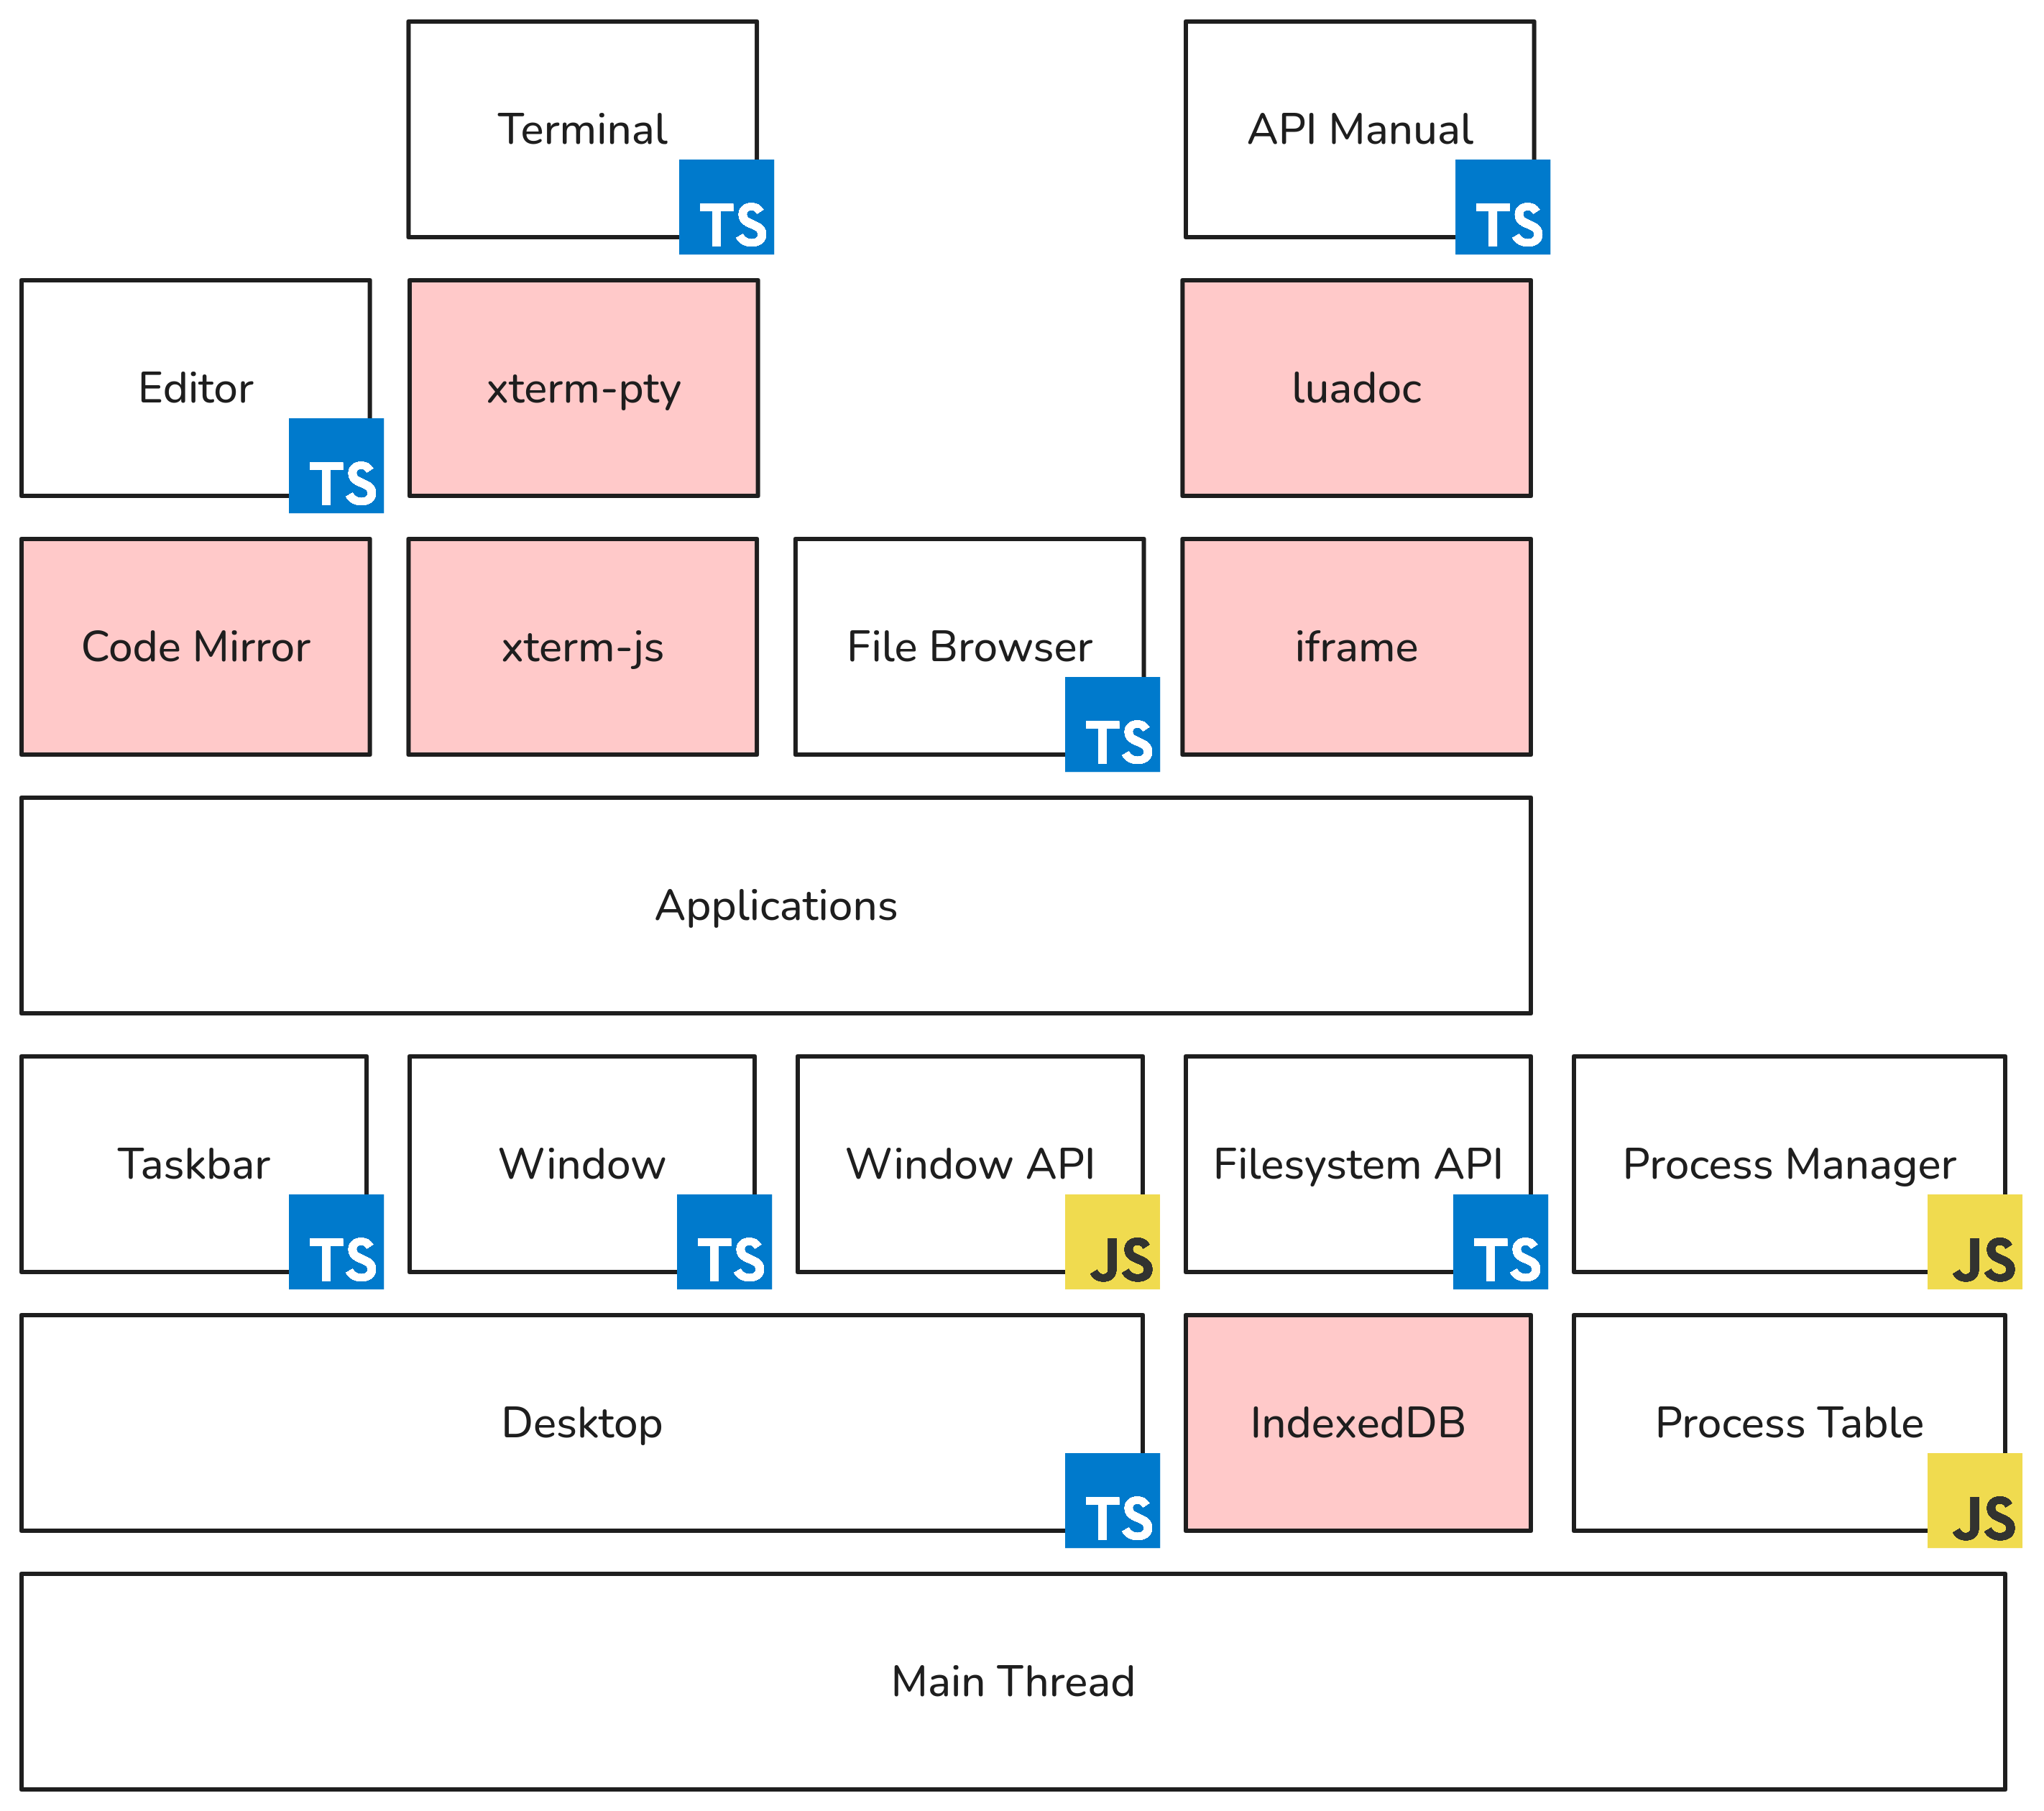 Terminal
TS
API Manual
TS
Editor
TS
xterm-pty
luadoc
Code Mirror
xterm-js
File Browser
TS
iframe
Applications
Taskbar
TS
Window
TS
Window API
JS
Filesystem API
TS
Process Manager
JS
Desktop
TS
IndexedDB
Process Table
JS
Main Thread